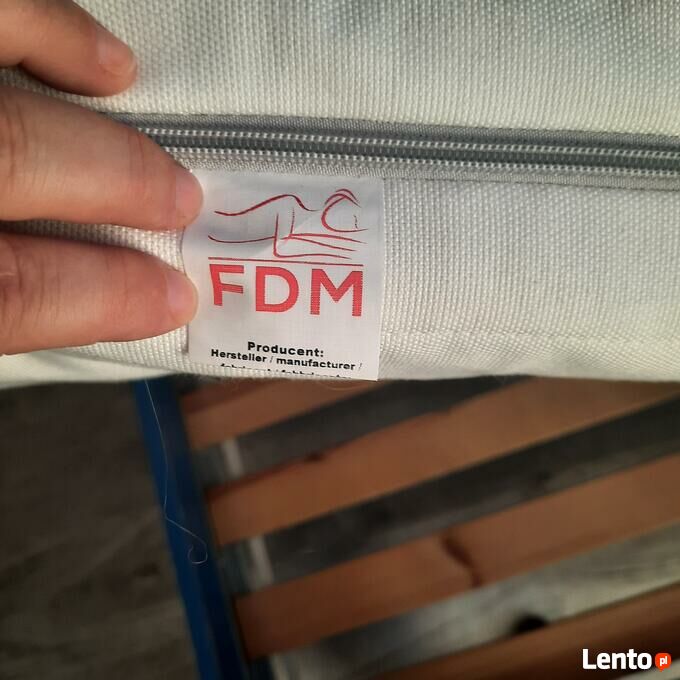 FDM
Producent:
Hersteller / manufacturer /
Lento pl